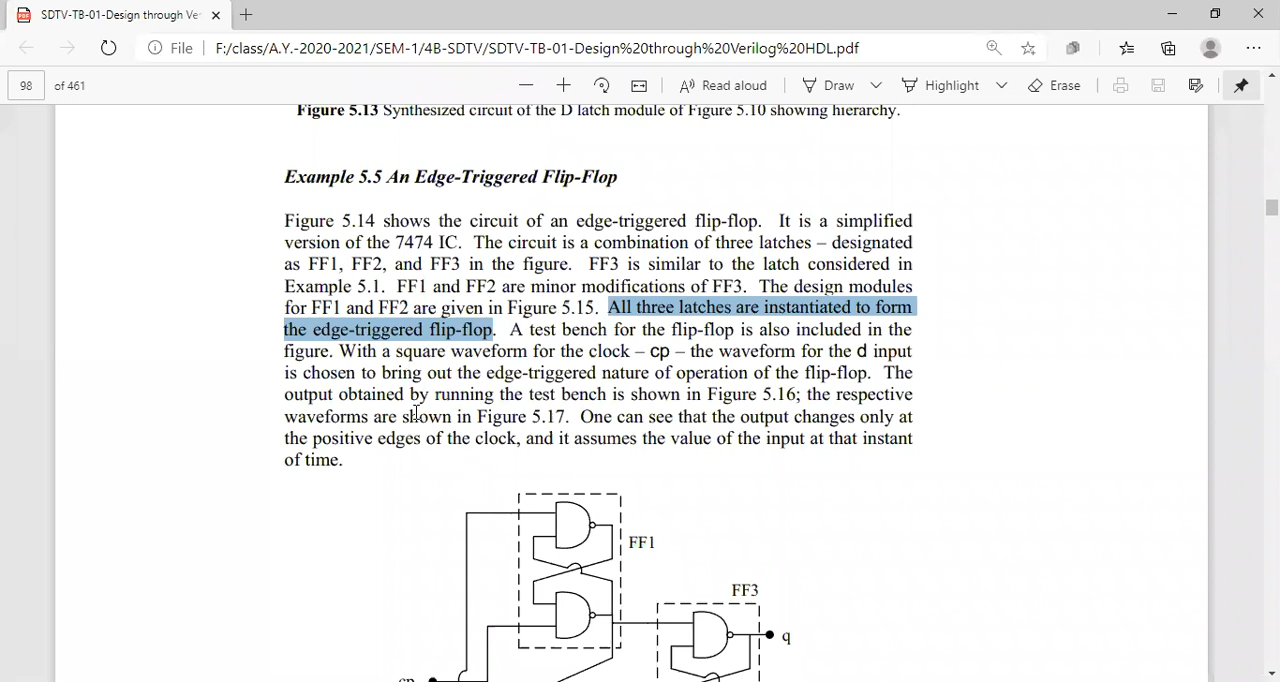 SDTV-TB-01-Design through Ve
File F:/class/A.Y.-2020-2021/SEM-1/4B-SDTV/SDTV-TB-01-Design%20through%20Verilog%20HDL.pdf
98 of 461 Read aloud Draw Highlight Erase
Figure 5.13 Synthesized circuit of the D latch module of Figure 5.10 showing hierarchy.
Example 5.5 An Edge-Triggered Flip-Flop
Figure 5.14 shows the circuit of an edge-triggered flip-flop. It is a simplified
version of the 7474 IC. The circuit is a combination of three latches – designated
as FF1, FF2, and FF3 in the figure. FF3 is similar to the latch considered in
Example 5.1. FF1 and FF2 are minor modifications of FF3. The design modules
for FF1 and FF2 are given in Figure 5.15. All three latches are instantiated to form
the edge-triggered flip-flop. A test bench for the flip-flop is also included in the
figure. With a square waveform for the clock – cp – the waveform for the d input
is chosen to bring out the edge-triggered nature of operation of the flip-flop. The
output obtained by running the test bench is shown in Figure 5.16; the respective
waveforms are shown in Figure 5.17. One can see that the output changes only at
the positive edges of the clock, and it assumes the value of the input at that instant
of time.
FF1
FF3
q
cp